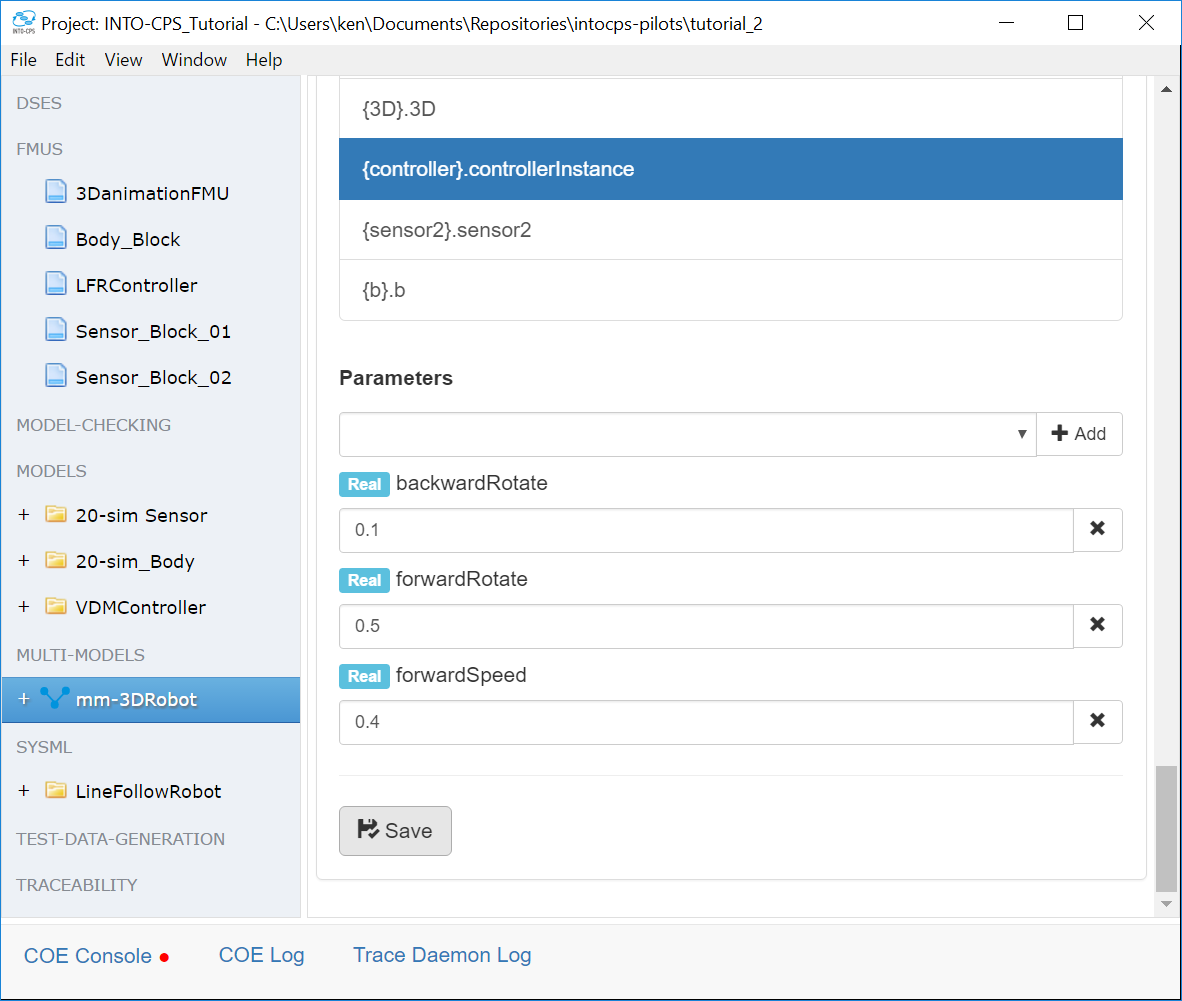 INTO-CPS
Project: INTO-CPS_Tutorial - C:\Users\ken\Documents\Repositories\intocps-pilots\tutorial_2
File Edit View Window Help
DSES
FMUS
3DanimationFMU
Body_Block
LFRController
Sensor_Block_01
Sensor_Block_02
MODEL-CHECKING
MODELS
+ 20-sim Sensor
+ 20-sim_Body
+ VDMController
MULTI-MODELS
+ mm-3DRobot
SYSML
+ LineFollowRobot
TEST-DATA-GENERATION
TRACEABILITY
{3D}.3D
{controller}.controllerInstance
{sensor2}.sensor2
{b}.b
Parameters
Add
Real backwardRotate
0.1
Real forwardRotate
0.5
Real forwardSpeed
0.4
Save
COE Console COE Log Trace Daemon Log